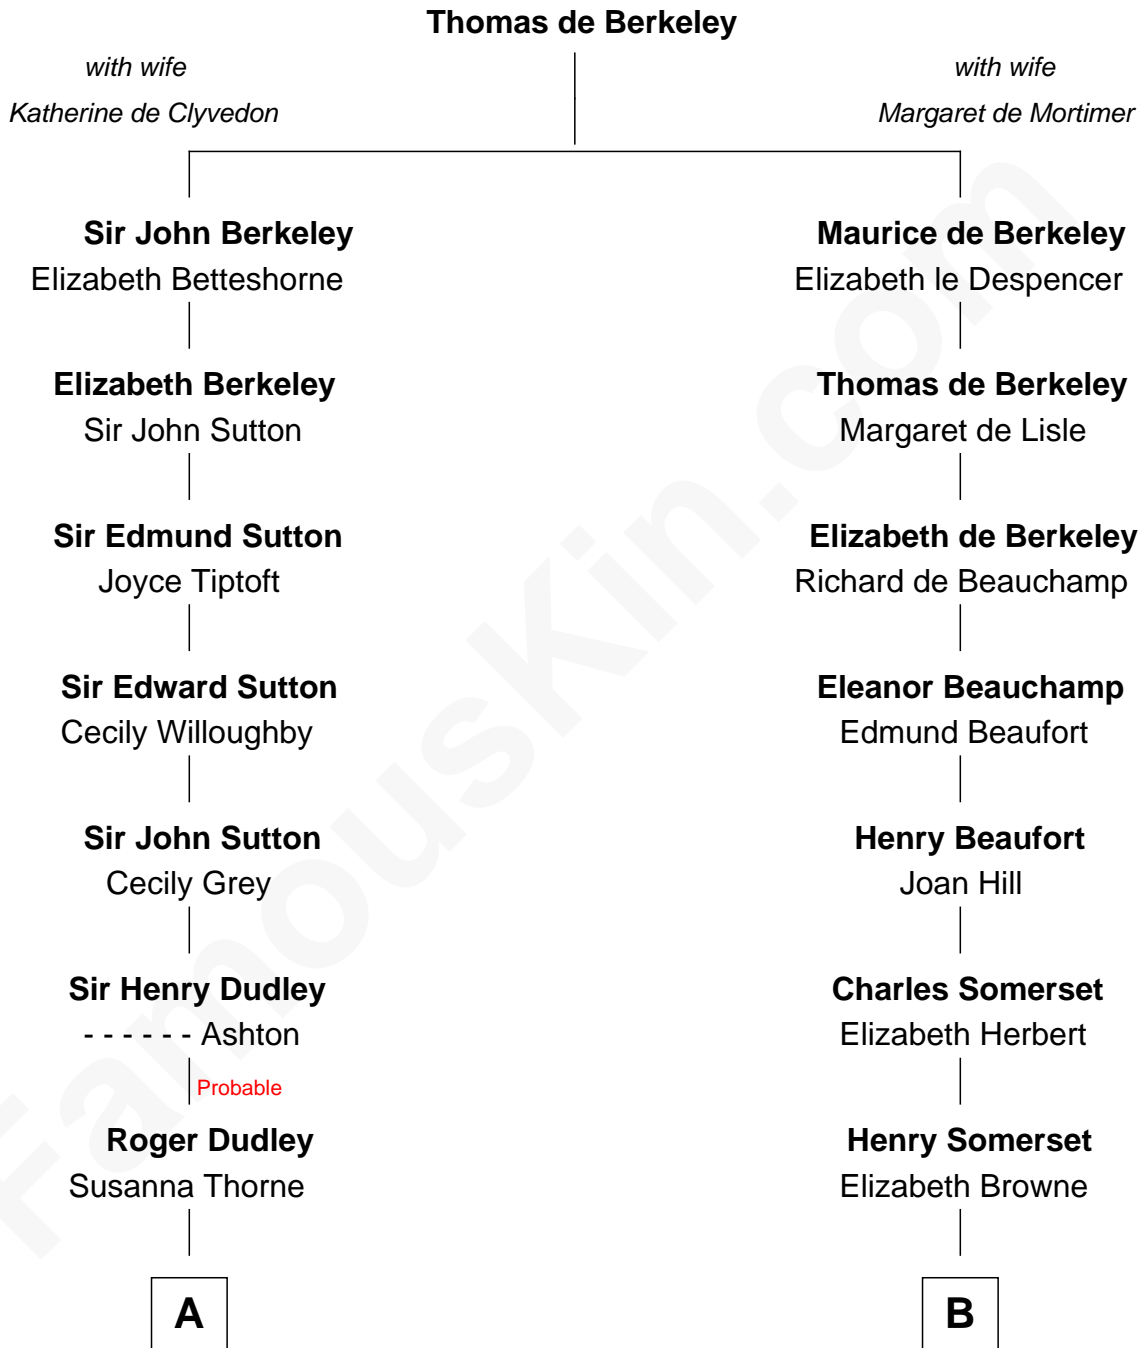 Thomas de Berkeley
with wife
Katherine de Clyvedon
with wife
Margaret de Mortimer
Sir John Berkeley
Elizabeth Betteshorne
Elizabeth Berkeley
Sir John Sutton
Sir Edmund Sutton
Joyce Tiptoft
Sir Edward Sutton
Cecily Willoughby
Sir John Sutton
Cecily Grey
Sir Henry Dudley
- - - - - - Ashton
Probable
Roger Dudley
Susanna Thorne
A
Maurice de Berkeley
Elizabeth le Despencer
Thomas de Berkeley
Margaret de Lisle
Elizabeth de Berkeley
Richard de Beauchamp
Eleanor Beauchamp
Edmund Beaufort
Henry Beaufort
Joan Hill
Charles Somerset
Elizabeth Herbert
Henry Somerset
Elizabeth Browne
B
FamousKin.com